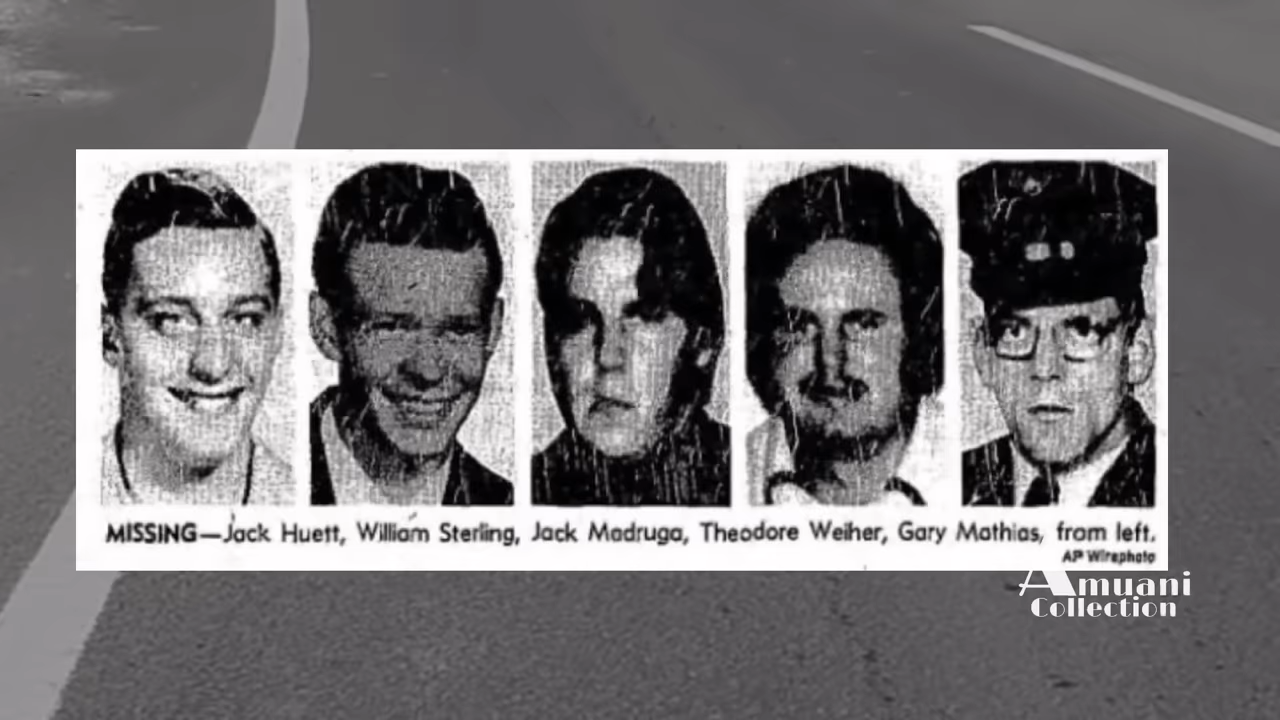 MISSING—Jack Huett, William Sterling, Jack Madruga, Theodore Weiher, Gary Mathias, from left.
AP Wirephoto
Amuani
Collection